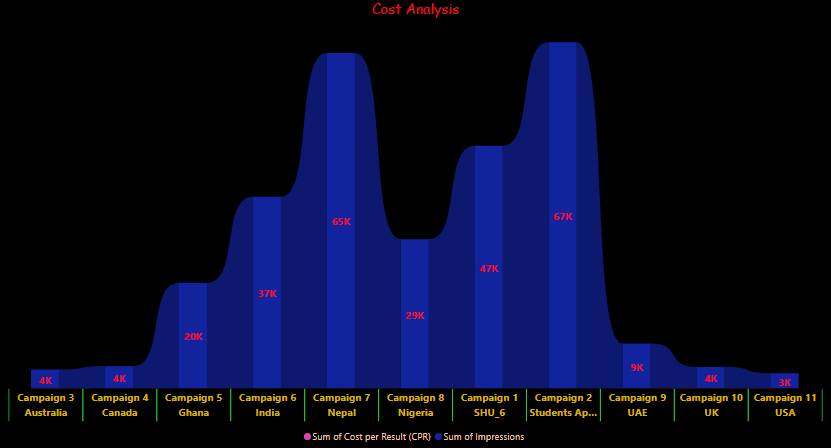 Cost Analysis
65K
67K
47K
37K
29K
20K
9K
4K
4K
4K
3K
Campaign 3 Campaign 4 Campaign 5 Campaign 6 Campaign 7 Campaign 8 Campaign 1 Campaign 2 Campaign 9 Campaign 10 Campaign 11
Australia Canada Ghana India Nepal Nigeria SHU_6 Students Ap... UAE UK USA
Sum of Cost per Result (CPR) Sum of Impressions